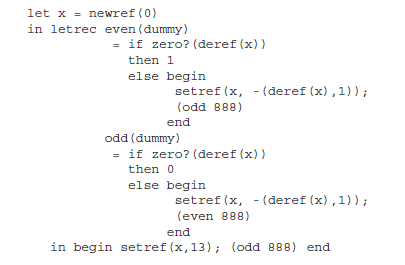 let x = newref(0)
in letrec even(dummy)
= if zero?(deref(x))
then 1
else begin
setref(x, -(deref(x),1));
(odd 888)
end
odd(dummy)
= if zero?(deref(x))
then 0
else begin
setref(x, -(deref(x),1));
(even 888)
end
in begin setref(x,13); (odd 888) end